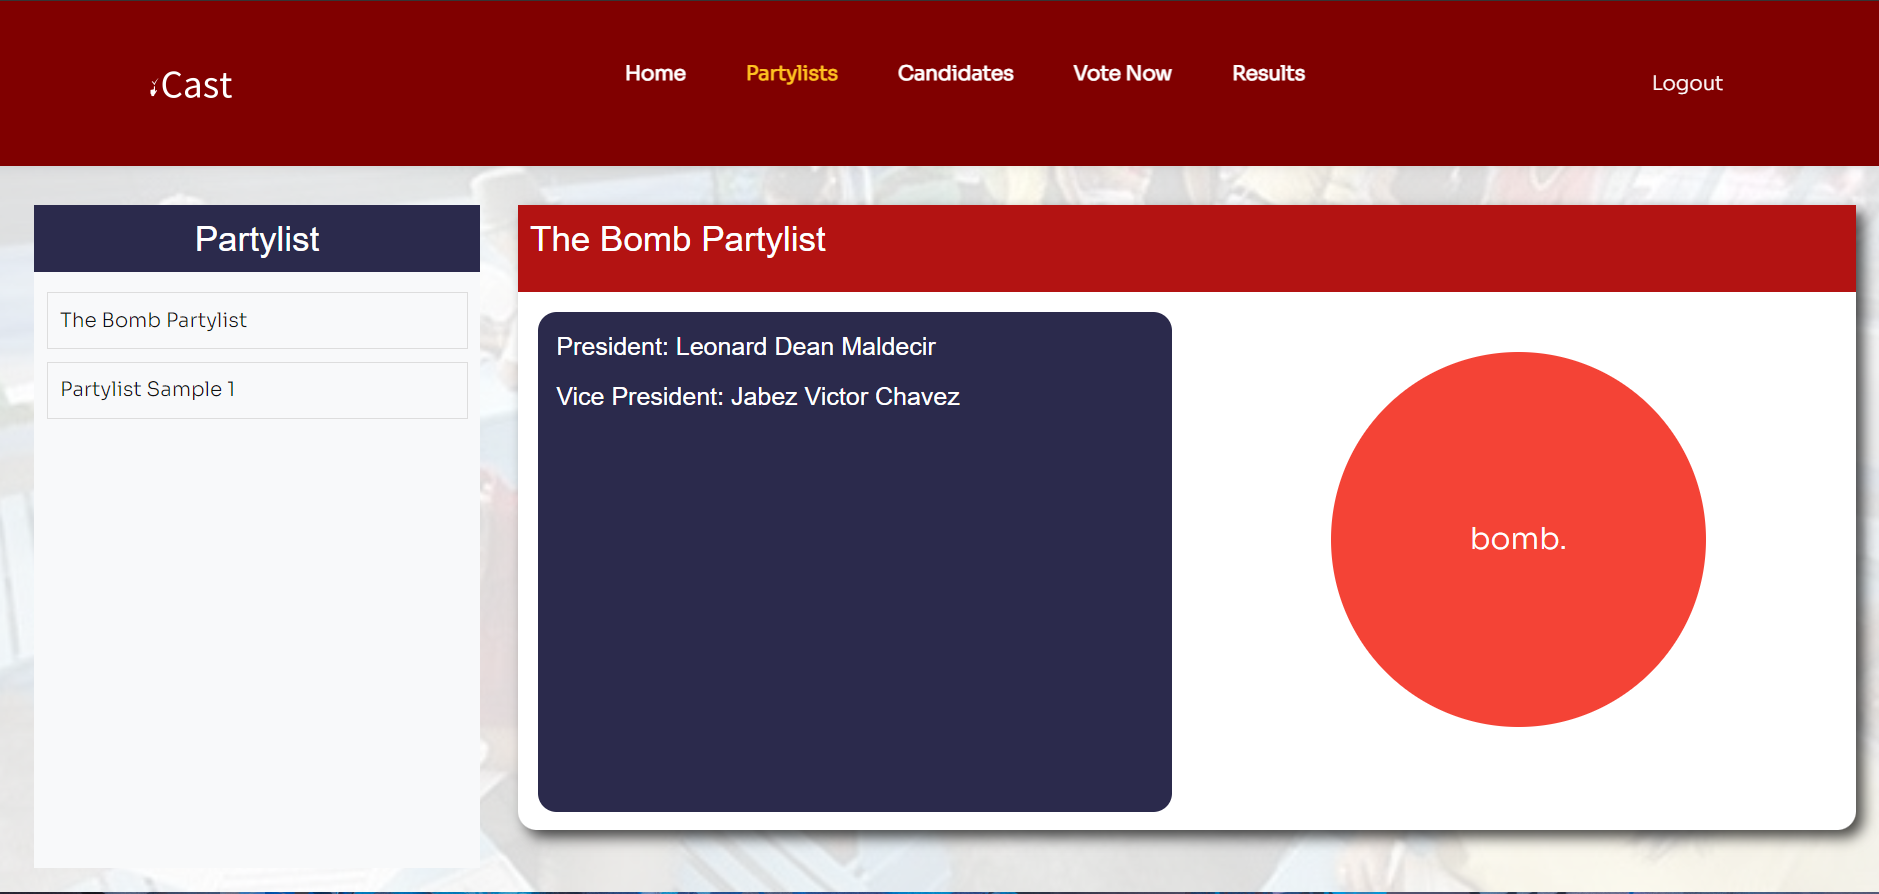 Cast
Home Partylists Candidates Vote Now Results
Logout
Partylist
The Bomb Partylist
Partylist Sample 1
The Bomb Partylist
President: Leonard Dean Maldecir
Vice President: Jabez Victor Chavez
bomb.